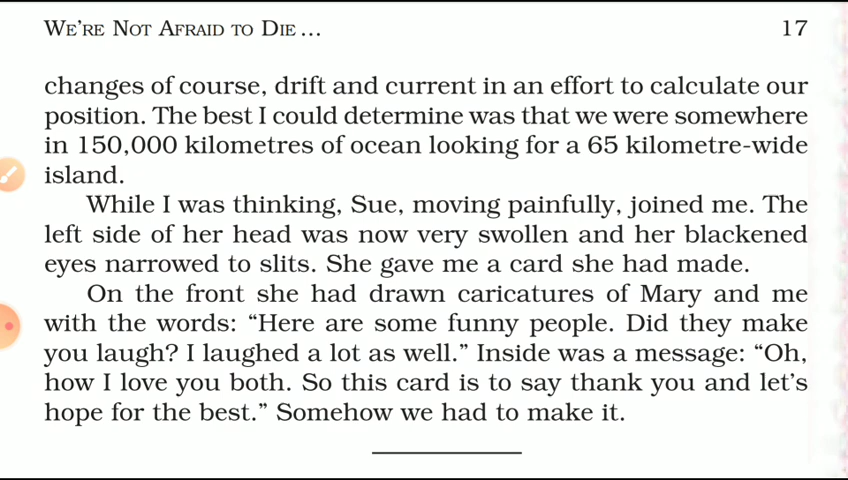 WE'RE NOT AFRAID TO DIE... 17
changes of course, drift and current in an effort to calculate our
position. The best I could determine was that we were somewhere
in 150,000 kilometres of ocean looking for a 65 kilometre-wide
island.
While I was thinking, Sue, moving painfully, joined me. The
left side of her head was now very swollen and her blackened
eyes narrowed to slits. She gave me a card she had made.
On the front she had drawn caricatures of Mary and me
with the words: “Here are some funny people. Did they make
you laugh? I laughed a lot as well.” Inside was a message: “Oh,
how I love you both. So this card is to say thank you and let's
hope for the best.” Somehow we had to make it.